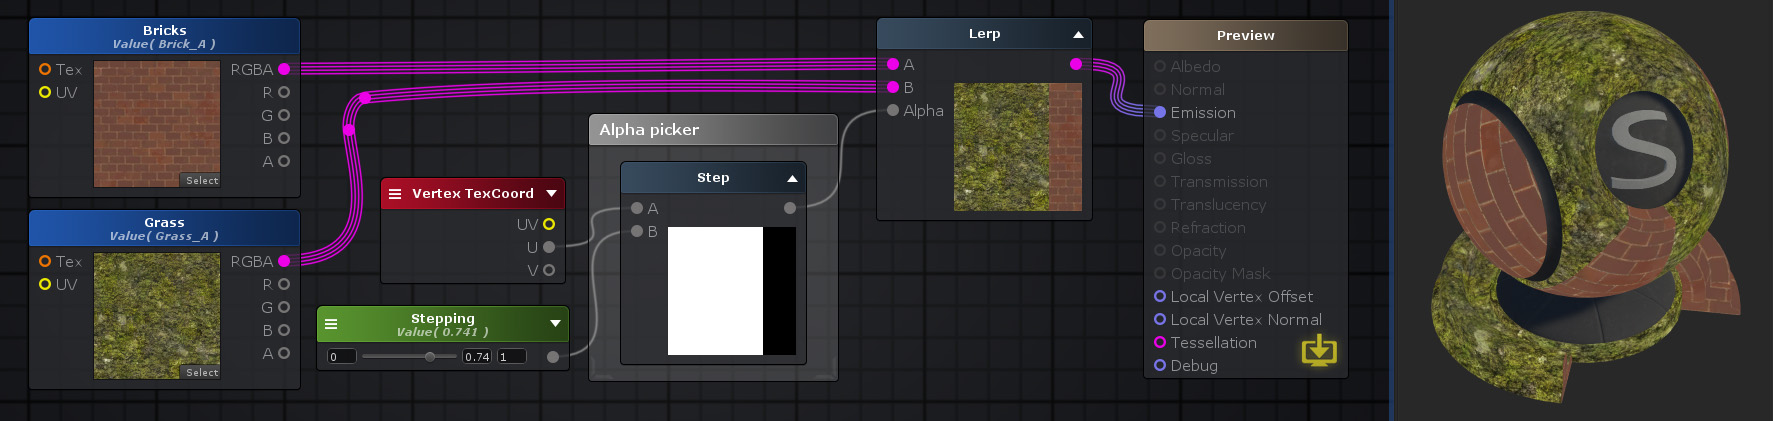 Bricks
Value( Brick_A )
Tex
RGBA
UV
R
G
B
A
Select
Grass
Value( Grass_A )
Tex
RGBA
UV
R
G
B
A
Select
Vertex TexCoord
UV
U
V
Stepping
Value( 0.741 )
0
0.74
1
Alpha picker
Step
A
B
Lerp
A
B
Alpha
Preview
Albedo
Normal
Emission
Specular
Gloss
Transmission
Translucency
Refraction
Opacity
Opacity Mask
Local Vertex Offset
Local Vertex Normal
Tessellation
Debug
S